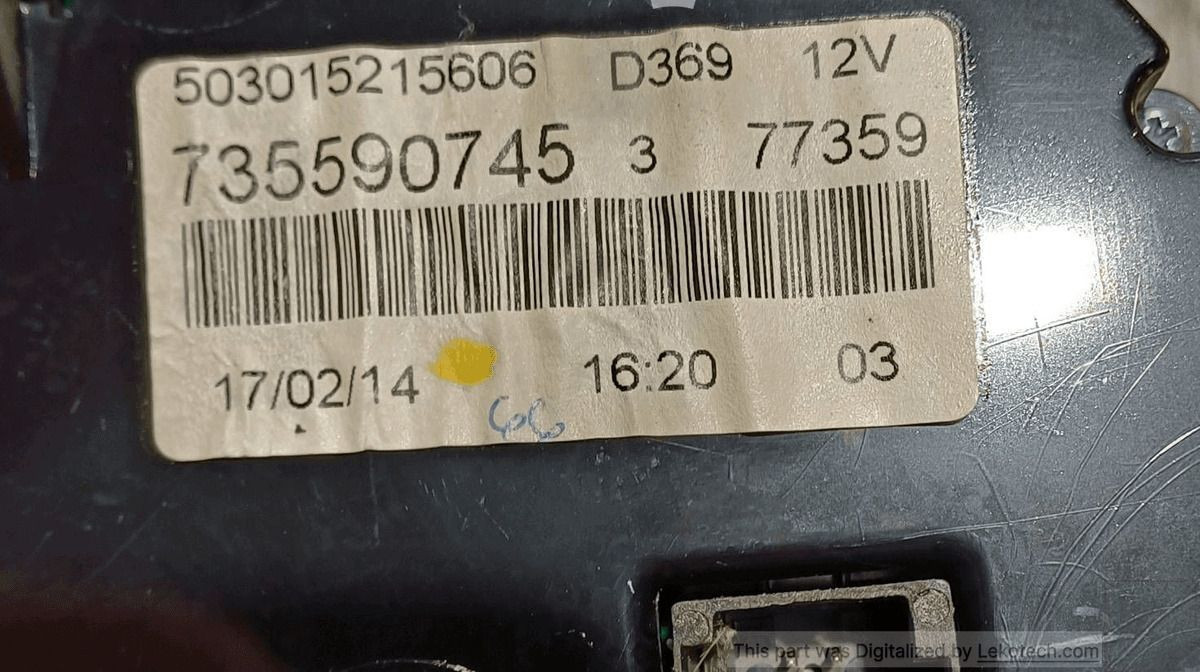 503015215606 D369 12V
735590745 3 77359
17/02/14 16:20 03
66
This part was Digitalized by Lekotech.com